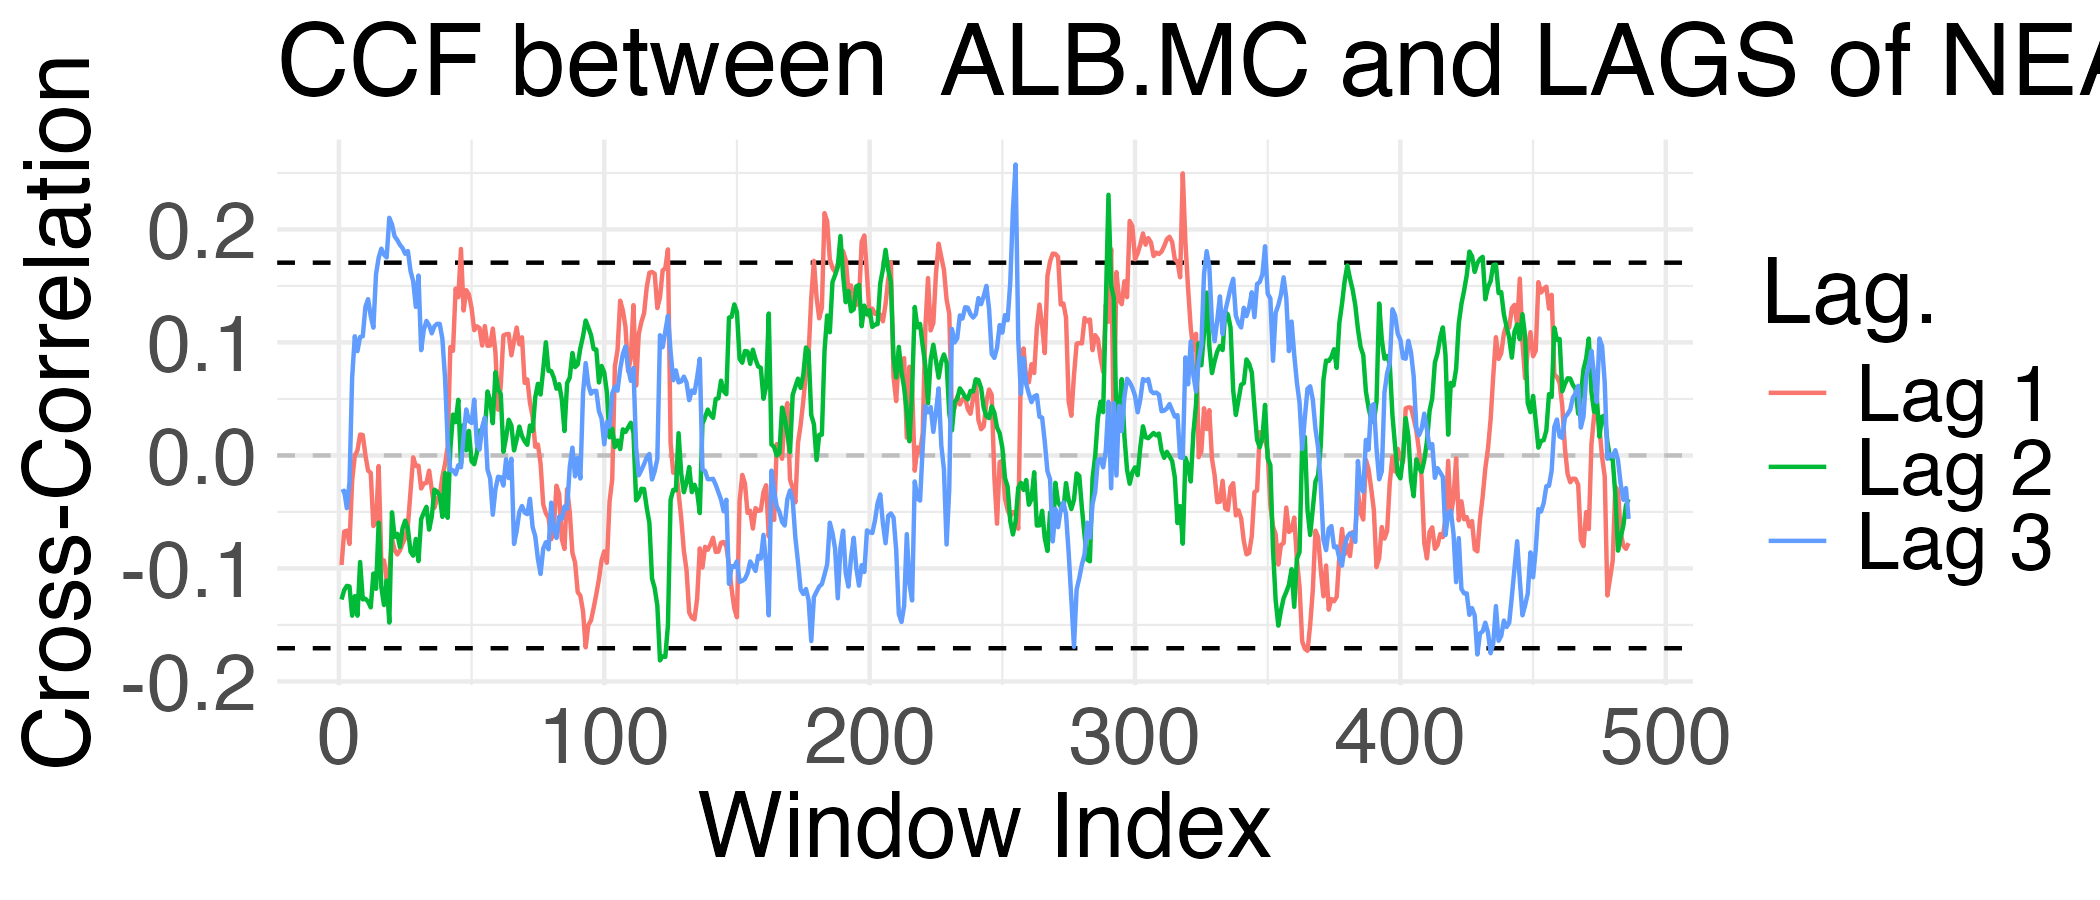 CCF between ALB.MC and LAGS of NEA
Cross-Correlation
0.2
0.1
0.0
-0.1
-0.2
0 100 200 300 400 500
Window Index
Lag.
Lag 1
Lag 2
Lag 3